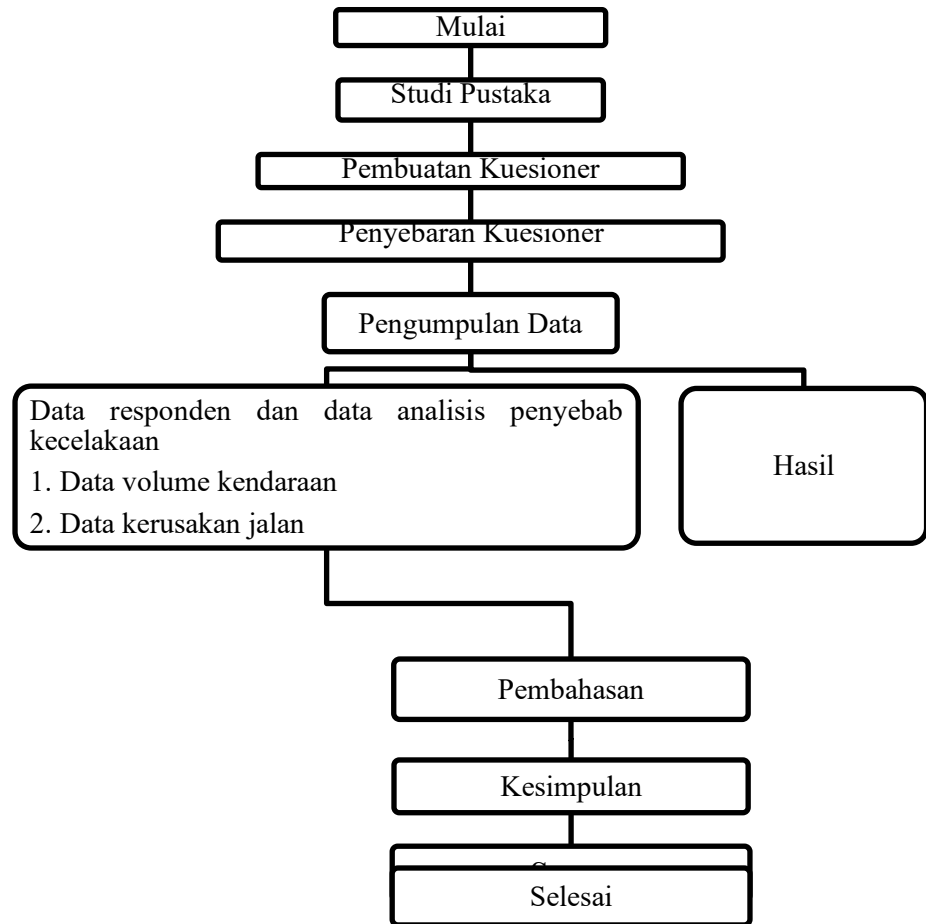 Mulai
Studi Pustaka
Pembuatan Kuesioner
Penyebaran Kuesioner
Pengumpulan Data
Data responden dan data analisis penyebab
kecelakaan
1. Data volume kendaraan
2. Data kerusakan jalan
Hasil
Pembahasan
Kesimpulan
Selesai